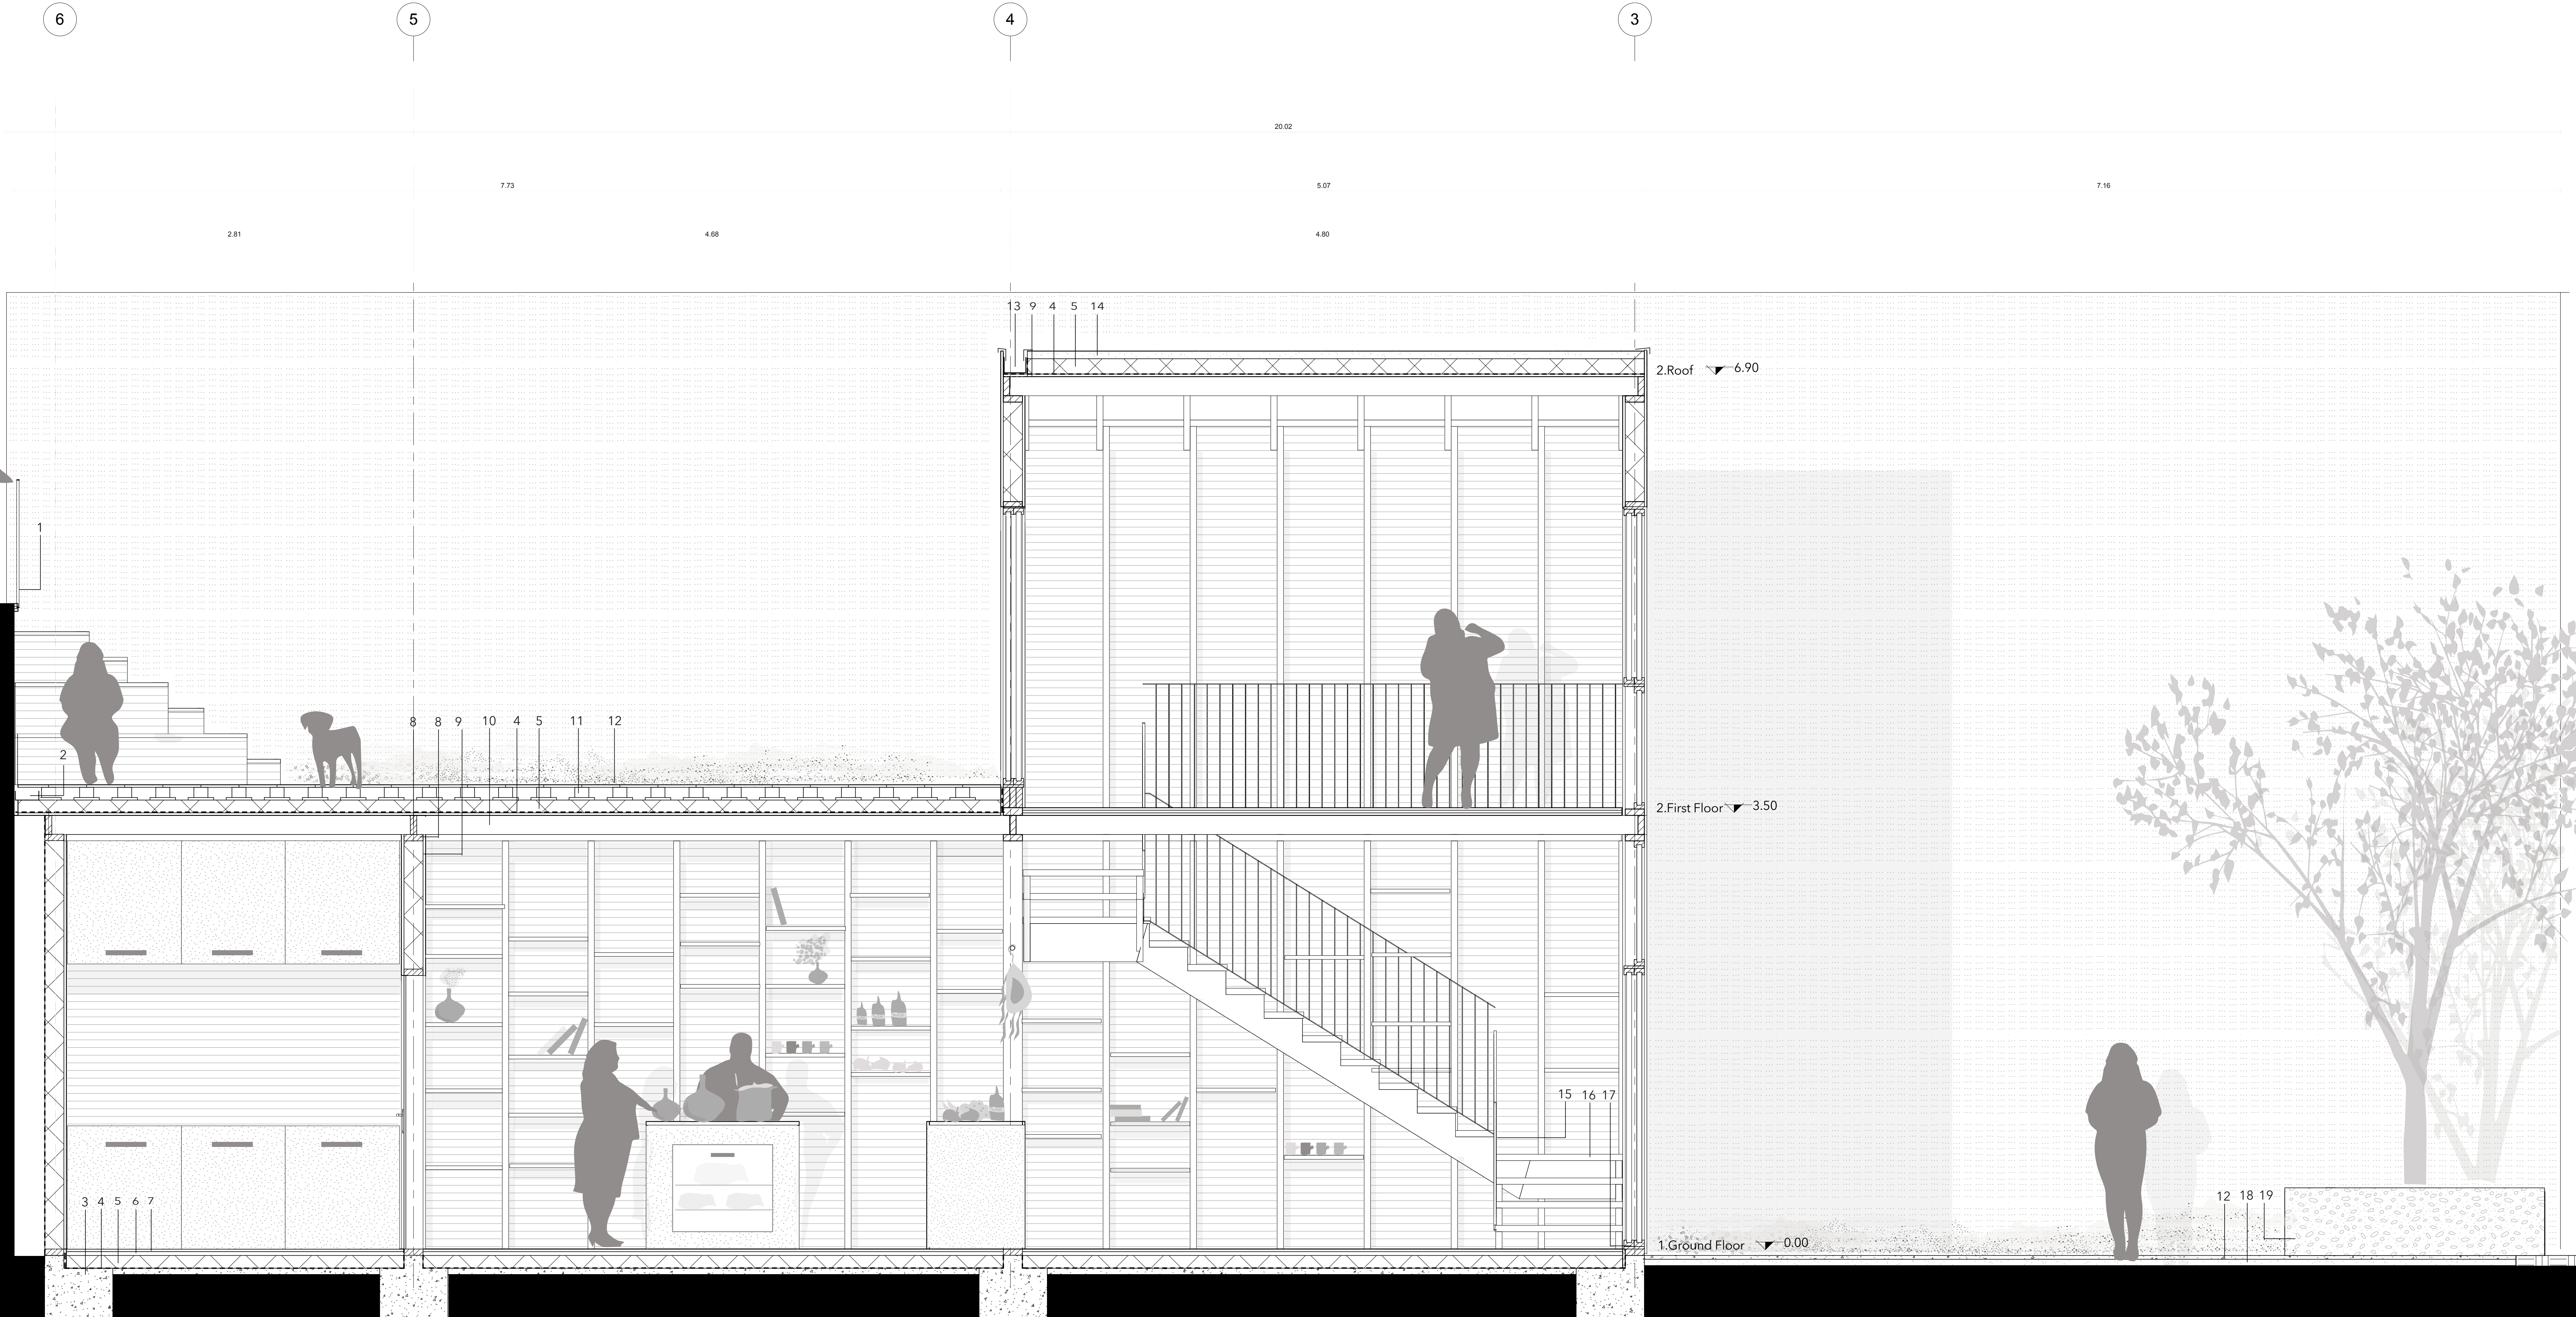 6 5 4 3
20.02
7.73 5.07 7.16
2.81 4.68 4.80
13 9 4 5 14
2.Roof 6.90
1
8 8 9 10 4 5 11 12
2
2.First Floor 3.50
15 16 17
3 4 5 6 7
12 18 19
1.Ground Floor 0.00